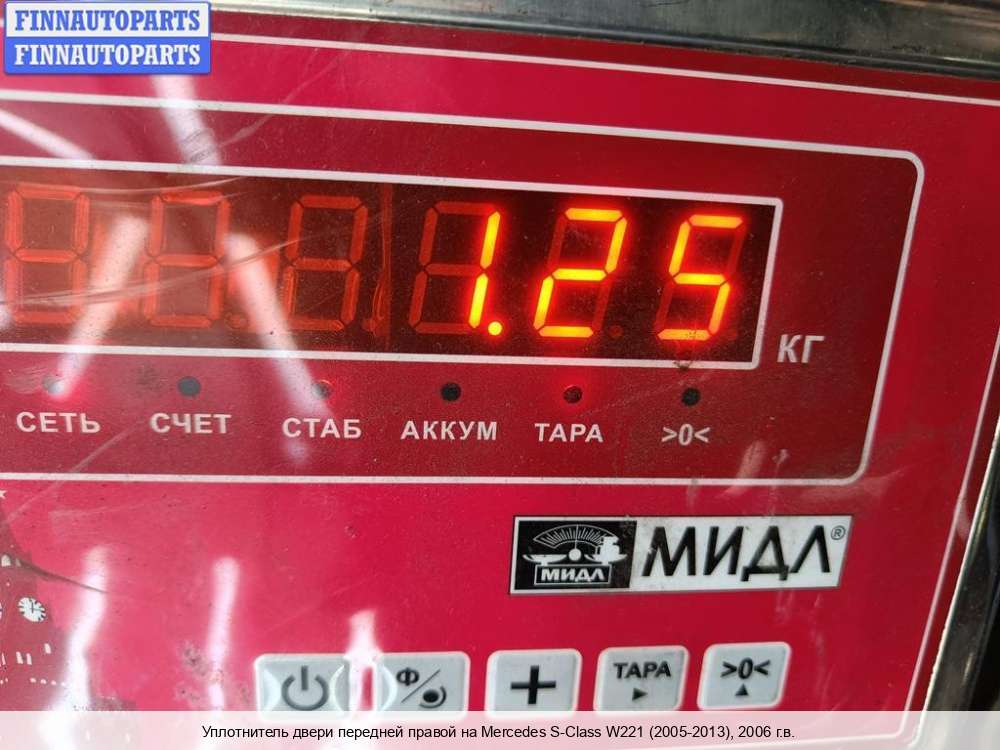 FINNAUTOPARTS
FINNAUTOPARTS
1.25
КГ
СЕТЬ СЧЕТ СТАБ АККУМ ТАРА >0<
МИДЛ МИДЛ®
Ф/ + ТАРА >0<
Уплотнитель двери передней правой на Mercedes S-Class W221 (2005-2013), 2006 г.в.